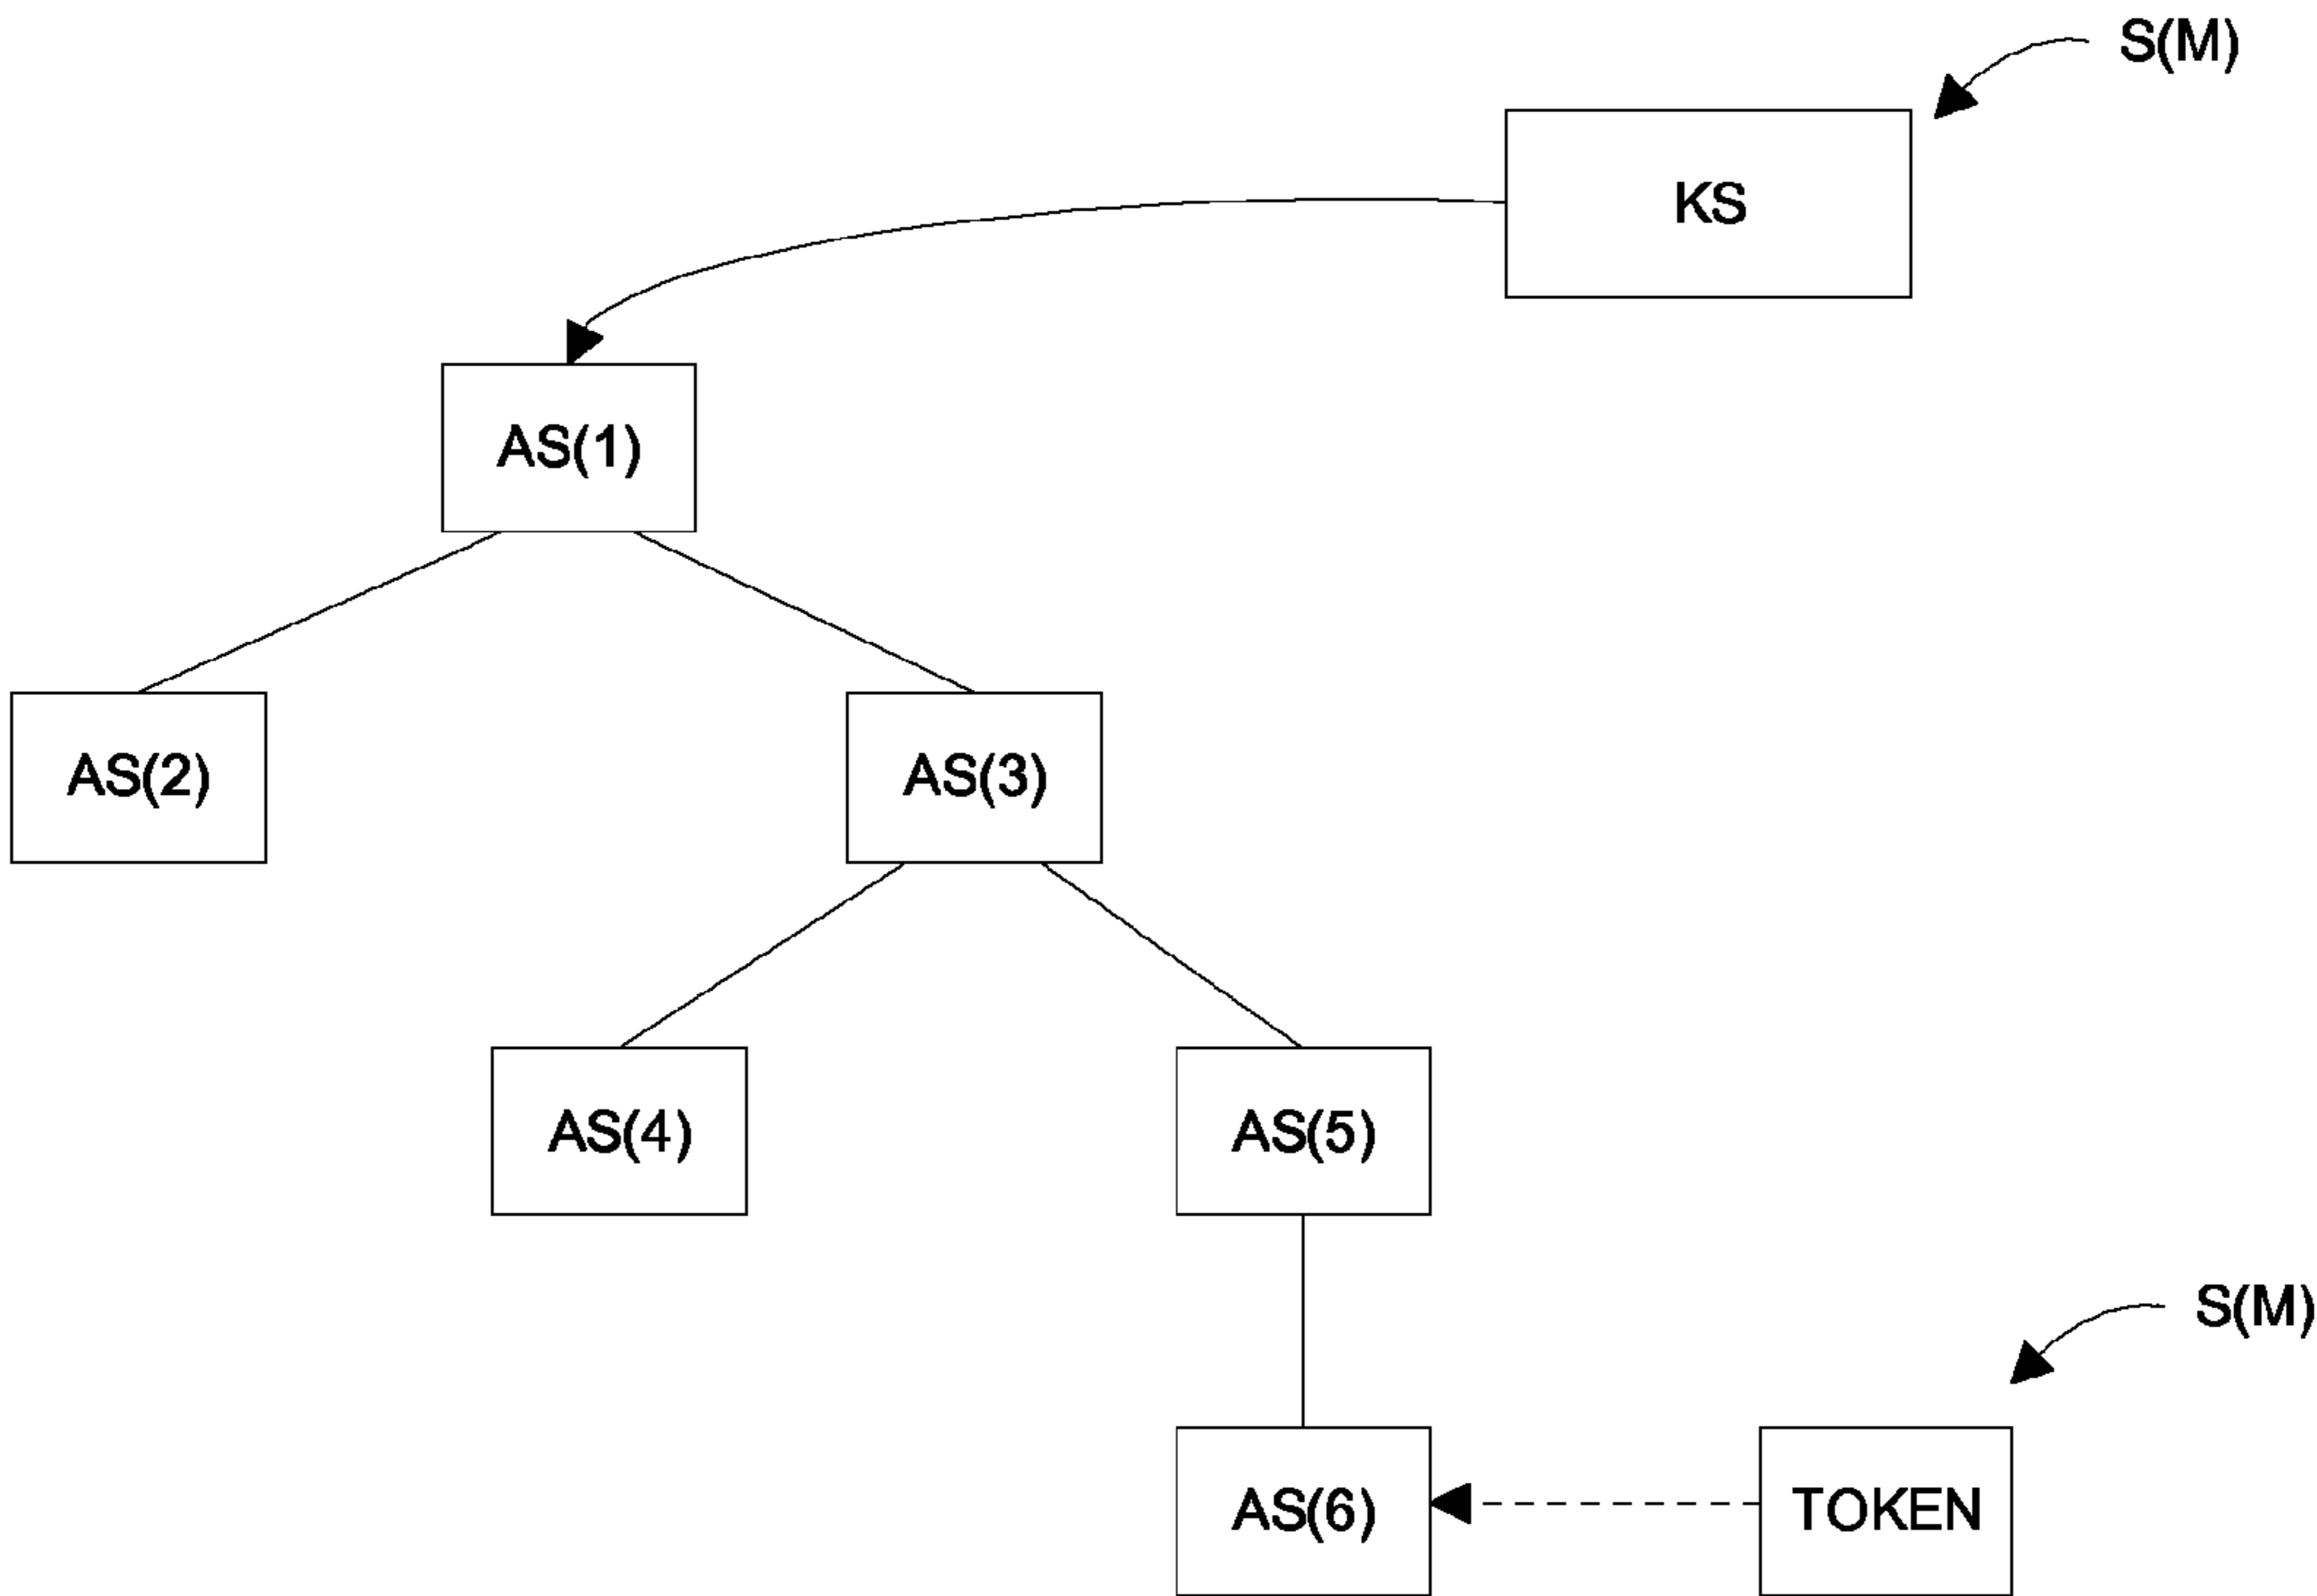 S(M)
KS
AS(1)
AS(2)
AS(3)
AS(4)
AS(5)
S(M)
AS(6)
TOKEN